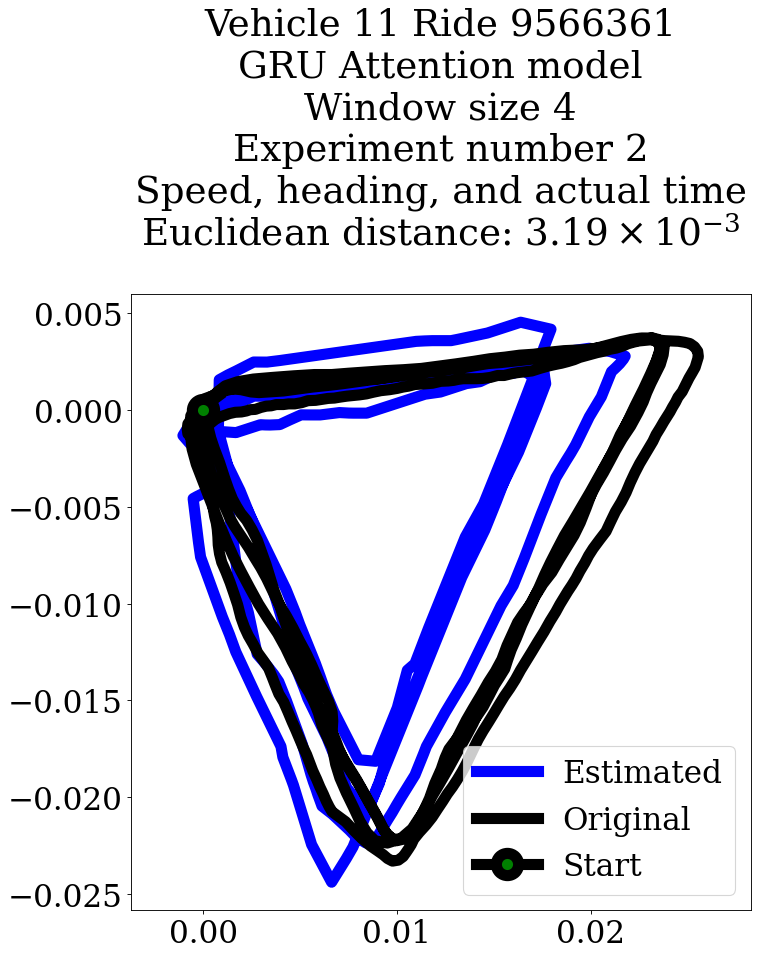 Vehicle 11 Ride 9566361
GRU Attention model
Window size 4
Experiment number 2
Speed, heading, and actual time
Euclidean distance: 3.19 × 10⁻³
0.005
0.000
−0.005
−0.010
−0.015
−0.020
−0.025
Estimated
Original
Start
0.00
0.01
0.02